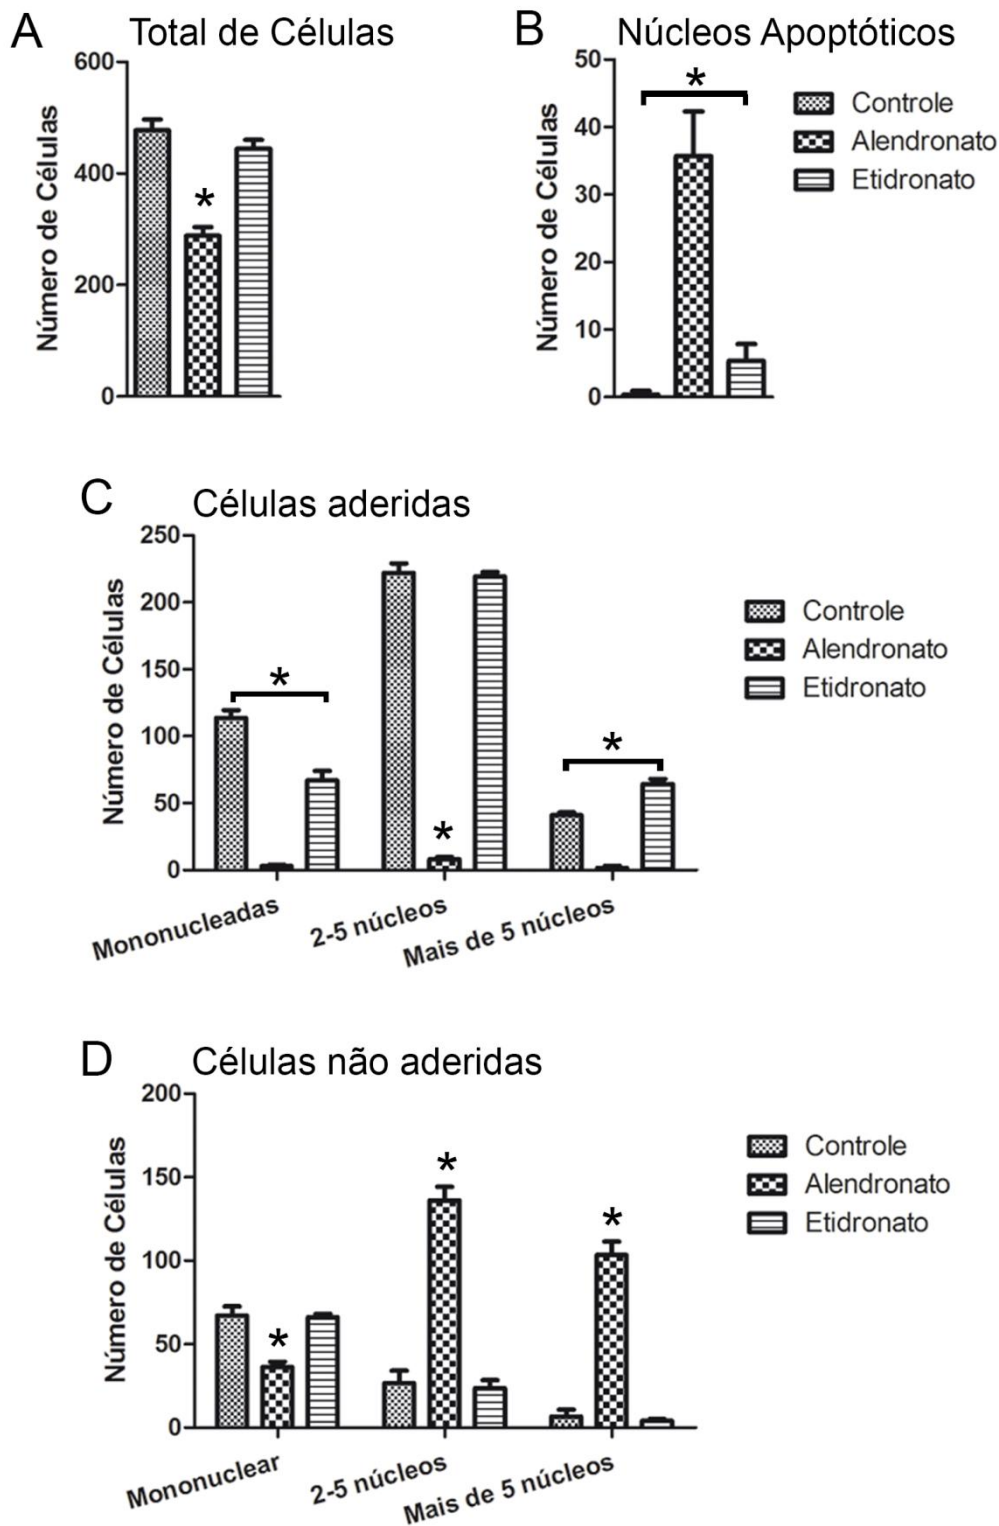 A
Total de Células
Número de Células
600
400
200
0
*
B
Núcleos Apoptóticos
Número de Células
50
40
30
20
10
0
*
Controle
Alendronato
Etidronato
C
Células aderidas
Número de Células
250
200
150
100
50
0
*
*
*
Mononucleadas
2-5 núcleos
Mais de 5 núcleos
Controle
Alendronato
Etidronato
D
Células não aderidas
Número de Células
200
150
100
50
0
*
*
*
Mononuclear
2-5 núcleos
Mais de 5 núcleos
Controle
Alendronato
Etidronato